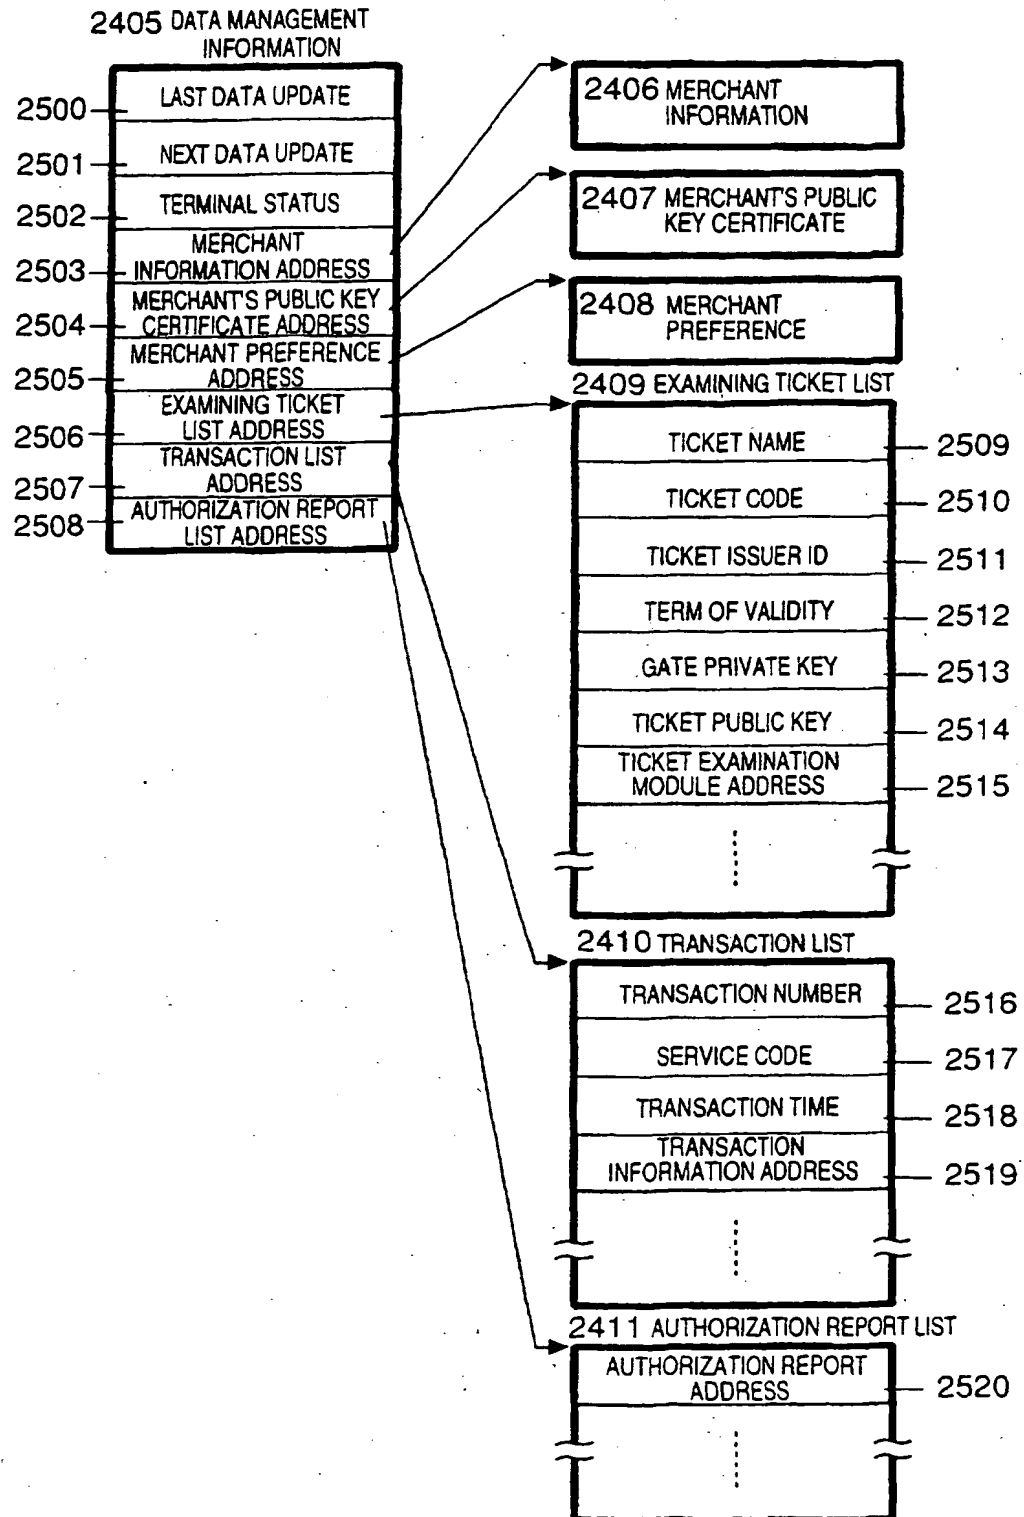 2405 DATA MANAGEMENT
INFORMATION
2500 LAST DATA UPDATE
2501 NEXT DATA UPDATE
2502 TERMINAL STATUS
MERCHANT
2503 INFORMATION ADDRESS
MERCHANT'S PUBLIC KEY
2504 CERTIFICATE ADDRESS
MERCHANT PREFERENCE
2505 ADDRESS
EXAMINING TICKET
2506 LIST ADDRESS
TRANSACTION LIST
2507 ADDRESS
AUTHORIZATION REPORT
2508 LIST ADDRESS
2406 MERCHANT
INFORMATION
2407 MERCHANT'S PUBLIC
KEY CERTIFICATE
2408 MERCHANT
PREFERENCE
2409 EXAMINING TICKET LIST
TICKET NAME 2509
TICKET CODE 2510
TICKET ISSUER ID 2511
TERM OF VALIDITY 2512
GATE PRIVATE KEY 2513
TICKET PUBLIC KEY 2514
TICKET EXAMINATION
MODULE ADDRESS 2515
2410 TRANSACTION LIST
TRANSACTION NUMBER 2516
SERVICE CODE 2517
TRANSACTION TIME 2518
TRANSACTION
INFORMATION ADDRESS 2519
2411 AUTHORIZATION REPORT LIST
AUTHORIZATION REPORT
ADDRESS 2520